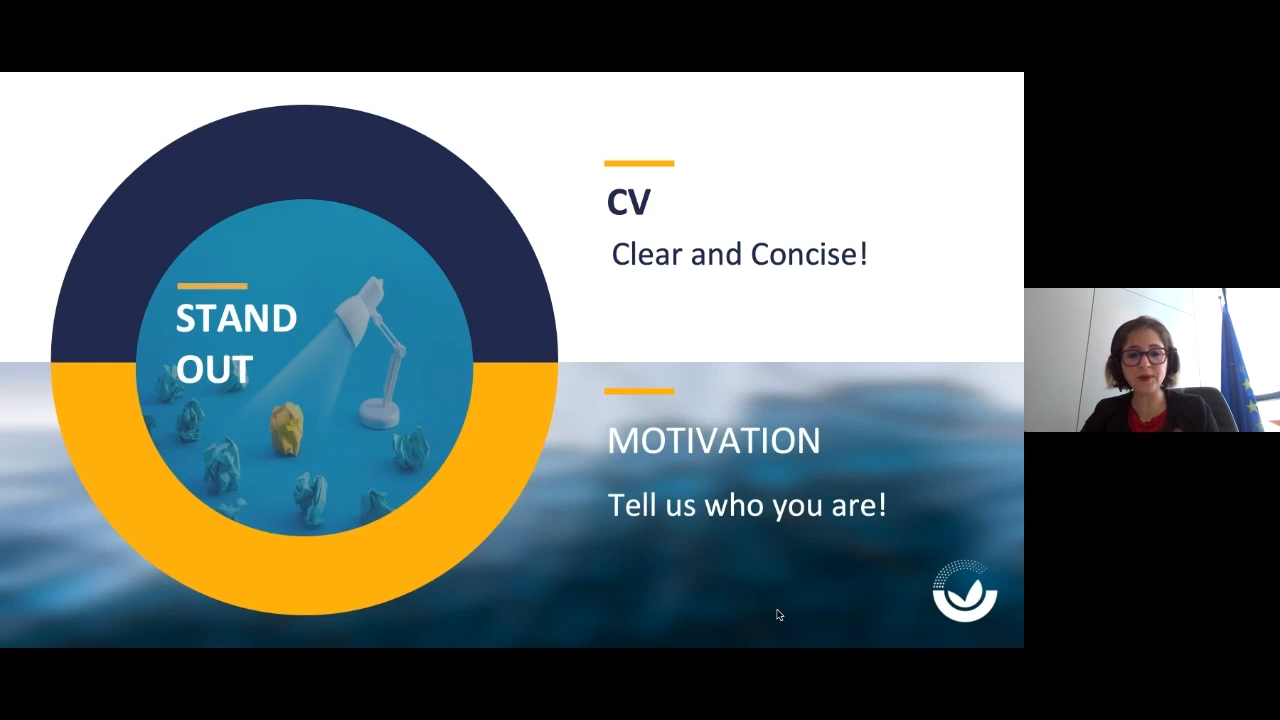 STAND
OUT
CV
Clear and Concise!
MOTIVATION
Tell us who you are!